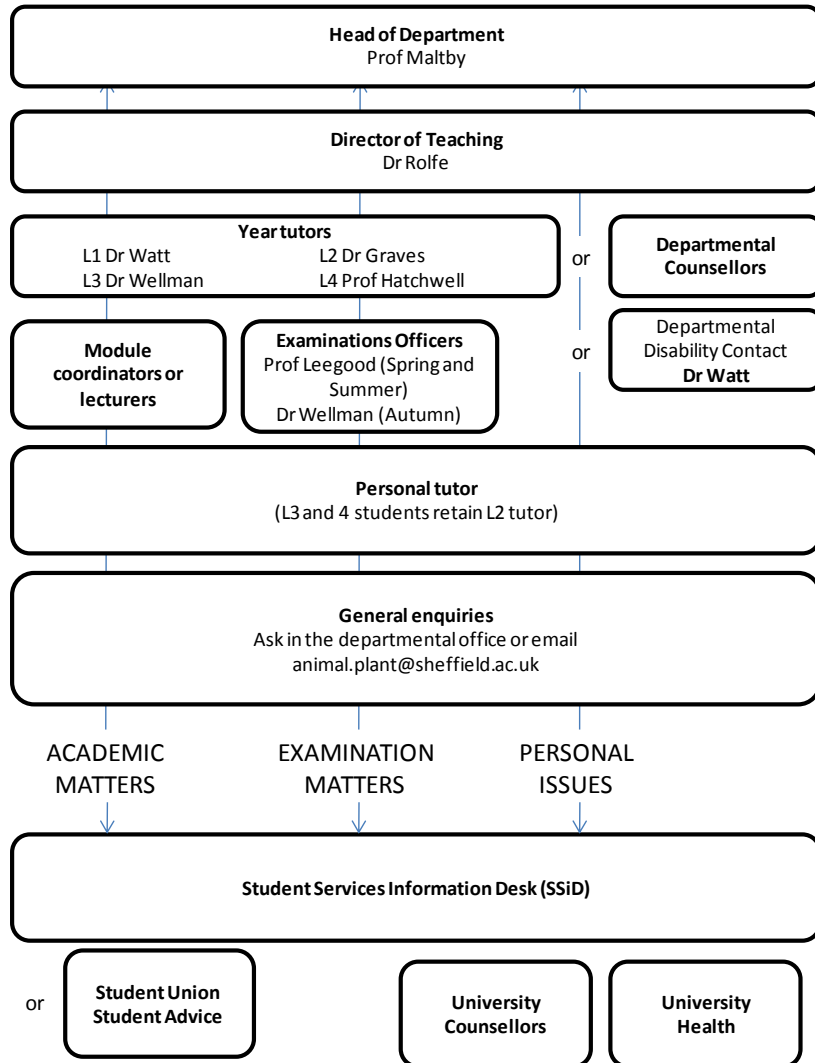 Head of Department
Prof Maltby
Director of Teaching
Dr Rolfe
Year tutors
L1 Dr Watt L2 Dr Graves
L3 Dr Wellman L4 Prof Hatchwell
or
Departmental
Counsellors
Module
coordinators or
lecturers
Examinations Officers
Prof Leegood (Spring and
Summer)
Dr Wellman (Autumn)
or
Departmental
Disability Contact
Dr Watt
Personal tutor
(L3 and 4 students retain L2 tutor)
General enquiries
Ask in the departmental office or email
animal.plant@sheffield.ac.uk
ACADEMIC
MATTERS
EXAMINATION
MATTERS
PERSONAL
ISSUES
Student Services Information Desk (SSiD)
or
Student Union
Student Advice
University
Counsellors
University
Health